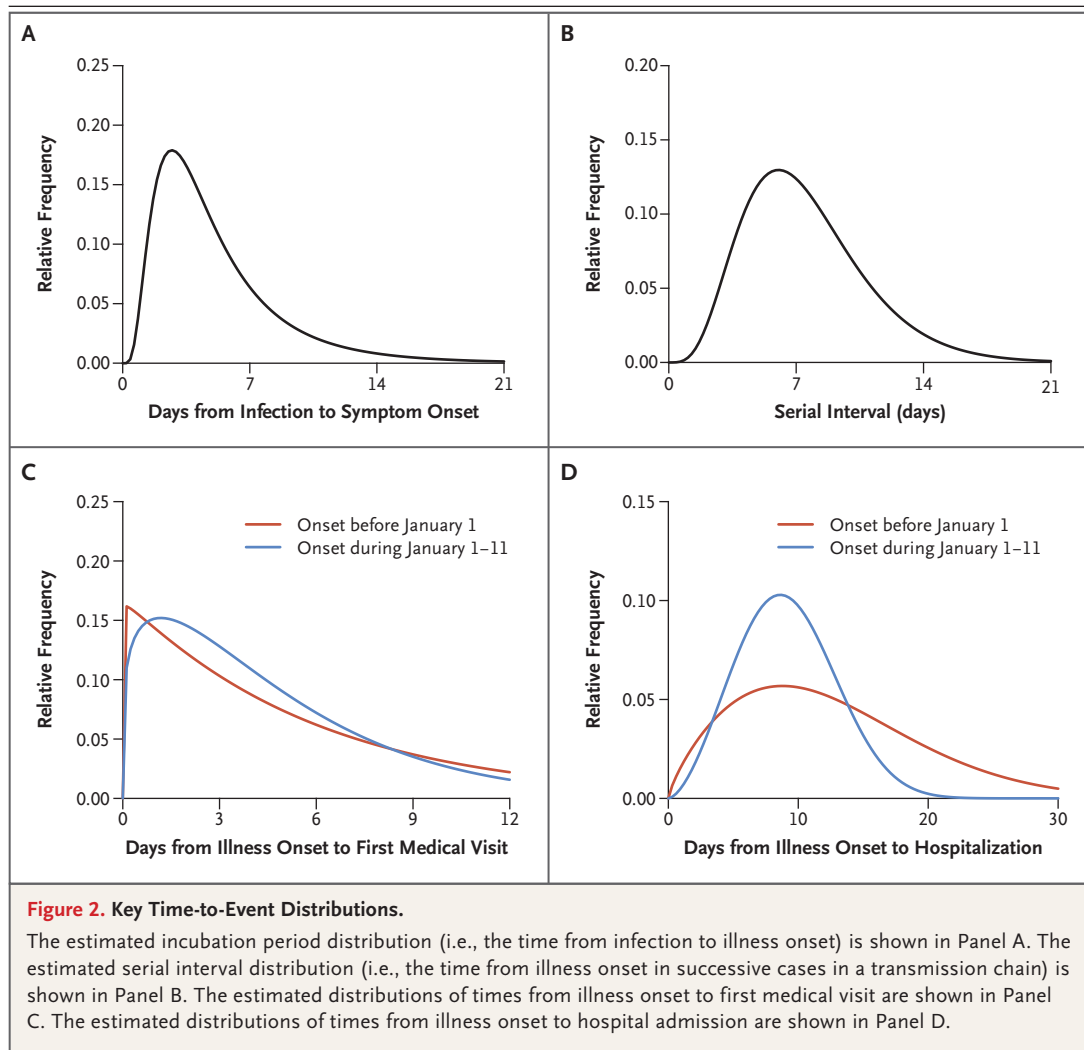 A
0.25
0.20
0.15
0.10
0.05
0.00
Relative Frequency
0 7 14 21
Days from Infection to Symptom Onset
B
0.20
0.15
0.10
0.05
0.00
Relative Frequency
0 7 14 21
Serial Interval (days)
C
0.25
0.20
0.15
0.10
0.05
0.00
Relative Frequency
Onset before January 1
Onset during January 1–11
0 3 6 9 12
Days from Illness Onset to First Medical Visit
D
0.15
0.10
0.05
0.00
Relative Frequency
Onset before January 1
Onset during January 1–11
0 10 20 30
Days from Illness Onset to Hospitalization
Figure 2. Key Time-to-Event Distributions.
The estimated incubation period distribution (i.e., the time from infection to illness onset) is shown in Panel A. The
estimated serial interval distribution (i.e., the time from illness onset in successive cases in a transmission chain) is
shown in Panel B. The estimated distributions of times from illness onset to first medical visit are shown in Panel
C. The estimated distributions of times from illness onset to hospital admission are shown in Panel D.